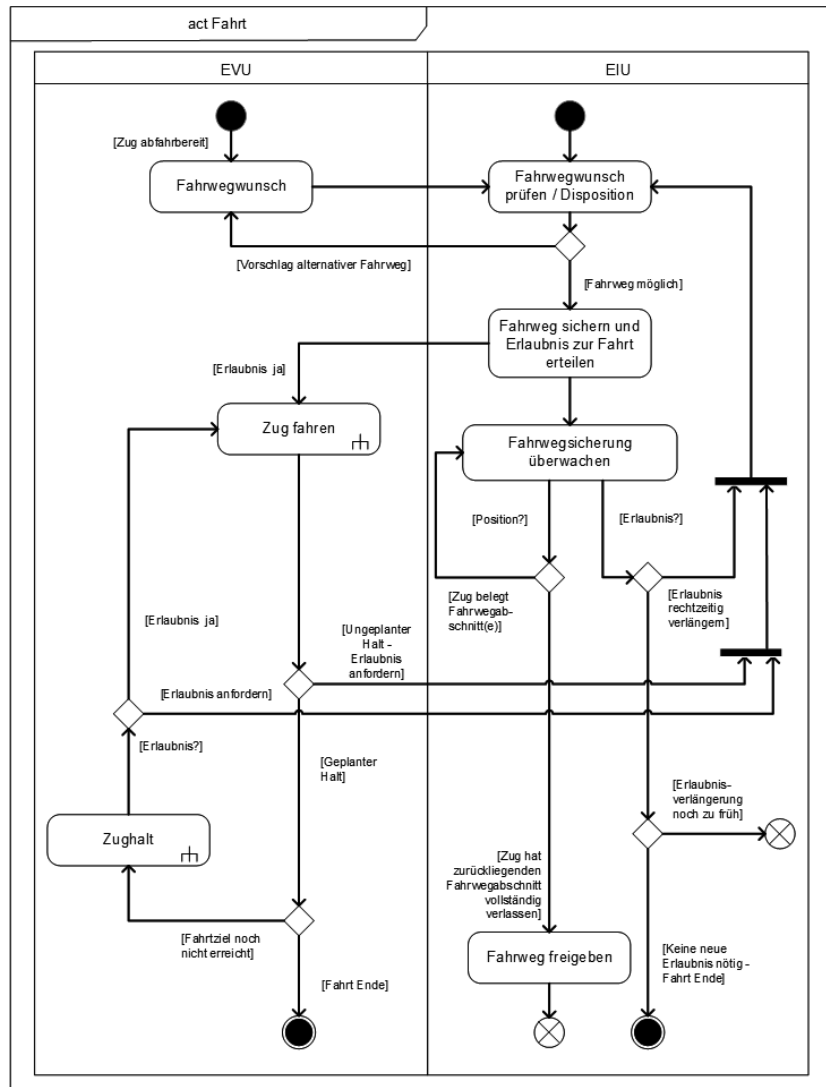 act Fahrt
EVU
EIU
[Zug abfahrbereit]
Fahrwegwunsch
Fahrwegwunsch
prüfen / Disposition
[Vorschlag alternativer Fahrweg]
[Fahrweg möglich]
Fahrweg sichern und
Erlaubnis zur Fahrt
erteilen
[Erlaubnis ja]
Zug fahren
Fahrwegsicherung
überwachen
[Position?]
[Erlaubnis?]
[Zug belegt
Fahrwegab-
schnitt(e)]
[Erlaubnis
rechtzeitig
verlängern]
[Erlaubnis ja]
[Ungeplanter
Halt -
Erlaubnis
anfordern]
[Erlaubnis anfordern]
[Erlaubnis?]
[Geplanter
Halt]
[Erlaubnis-
verlängerung
noch zu früh]
Zughalt
[Zug hat
zurückliegenden
Fahrwegabschnitt
vollständig
verlassen]
[Fahrtziel noch
nicht erreicht]
Fahrweg freigeben
[Keine neue
Erlaubnis nötig -
Fahrt Ende]
[Fahrt Ende]